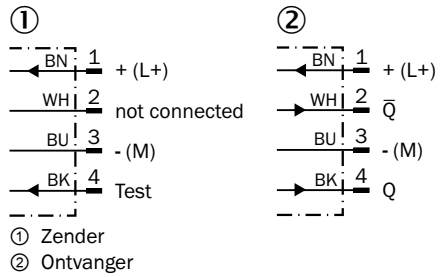 ① ②
BN 1 + (L+)
WH 2 not connected
BU 3 - (M)
BK 4 Test
BN 1 + (L+)
WH 2 Q̅
BU 3 - (M)
BK 4 Q
① Zender
② Ontvanger